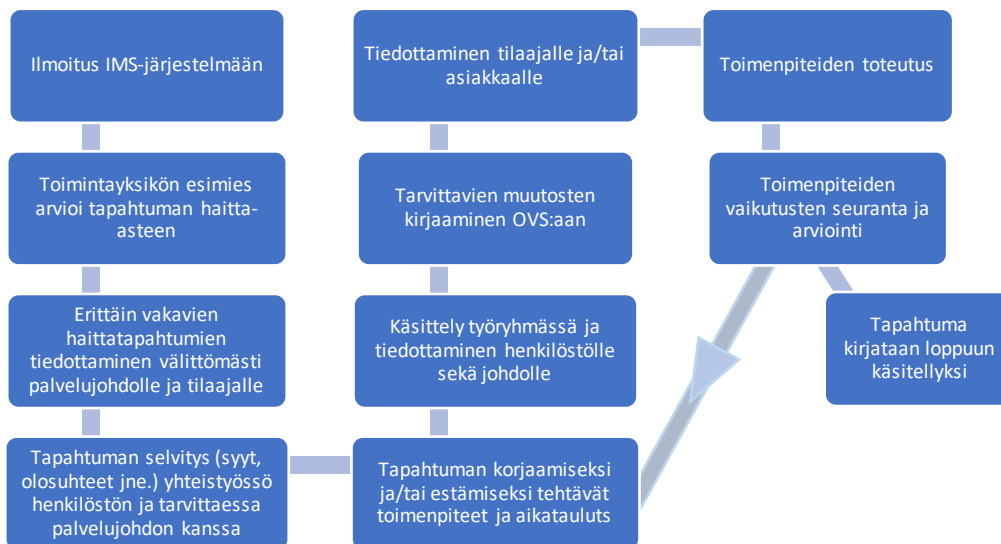 Ilmoitus IMS-järjestelmään
Toimintayksikön esimies
arvioi tapahtuman haitta-
asteen
Erittäin vakavien
haittatapahtumien
tiedottaminen välittömästi
palvelujohdolle ja tilaajalle
Tapahtuman selvitys (syyt,
olosuhteet jne.) yhteistyössö
henkilöstön ja tarvittaessa
palvelujohdon kanssa
Tapahtuman korjaamiseksi
ja/tai estämiseksi tehtävät
toimenpiteet ja aikatauluts
Käsittely työryhmässä ja
tiedottaminen henkilöstölle
sekä johdolle
Tarvittavien muutosten
kirjaaminen OVS:aan
Tiedottaminen tilaajalle ja/tai
asiakkaalle
Toimenpiteiden toteutus
Toimenpiteiden
vaikutusten seuranta ja
arviointi
Tapahtuma
kirjataan loppuun
käsitellyksi